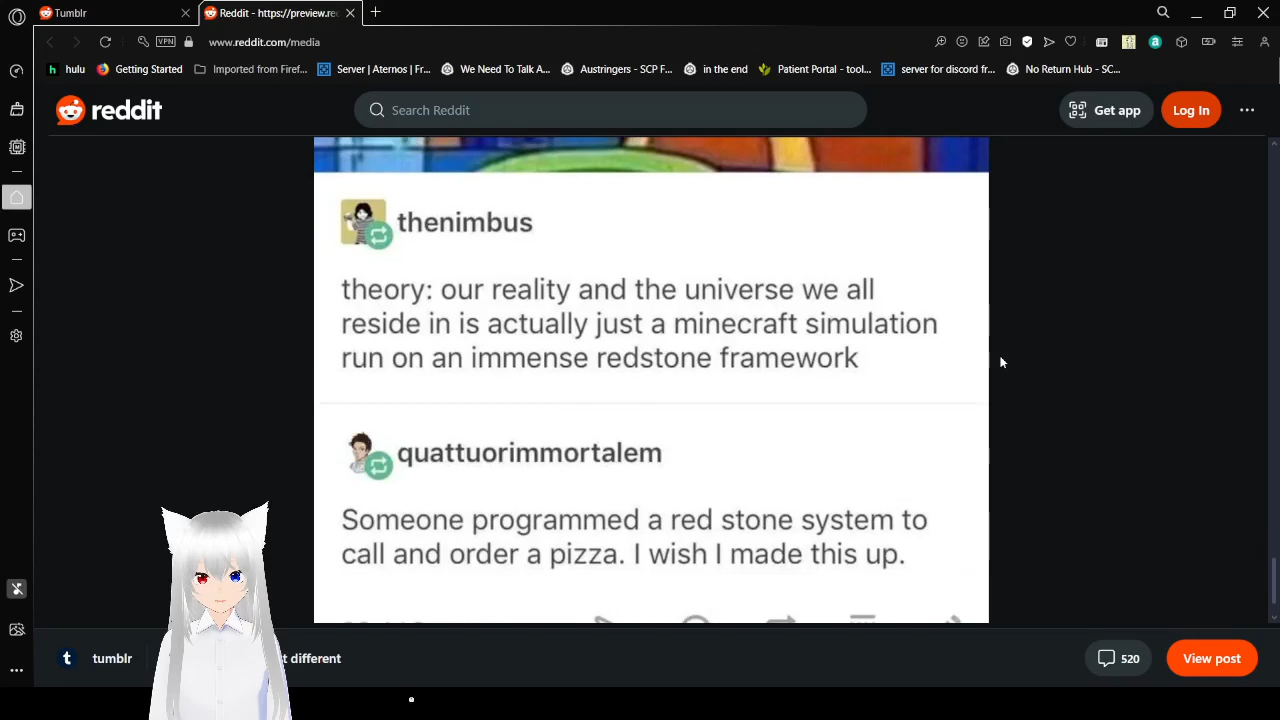 Tumblr
Reddit - https://preview.rec
VPN
www.reddit.com/media
hulu
Getting Started
Imported from Firef...
Server | Aternos | Fr...
We Need To Talk A...
Austringers - SCP F...
in the end
Patient Portal - tool...
server for discord fr...
No Return Hub - SC...
reddit
Search Reddit
Get app
Log In
thenimbus
theory: our reality and the universe we all
reside in is actually just a minecraft simulation
run on an immense redstone framework
quattuorimmortalem
Someone programmed a red stone system to
call and order a pizza. I wish I made this up.
tumblr
t different
520
View post